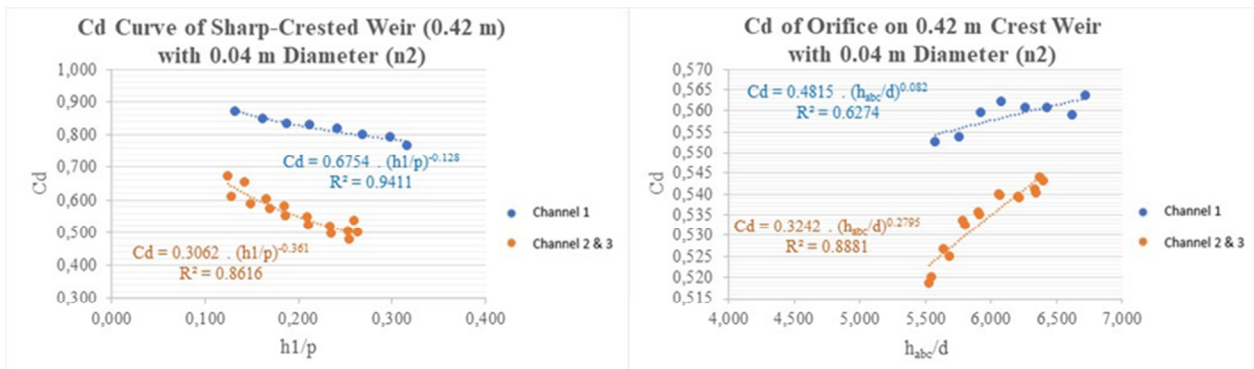 Cd Curve of Sharp-Crested Weir (0.42 m)
with 0.04 m Diameter (n2)
1,000
0,900
0,800
0,700
0,600
0,500
0,400
0,300
Cd
Cd = 0.6754 . (h1/p)^-0.128
R² = 0.9411
Cd = 0.3062 . (h1/p)^-0.361
R² = 0.8616
0,000
0,100
0,200
0,300
0,400
h1/p
Channel 1
Channel 2 & 3
Cd of Orifice on 0.42 m Crest Weir
with 0.04 m Diameter (n2)
0,570
0,565
0,560
0,555
0,550
0,545
0,540
0,535
0,530
0,525
0,520
0,515
Cd
Cd = 0.4815 . (h_abc/d)^0.082
R² = 0.6274
Cd = 0.3242 . (h_abc/d)^0.2795
R² = 0.8881
4,000
4,500
5,000
5,500
6,000
6,500
7,000
h_abc/d
Channel 1
Channel 2 & 3